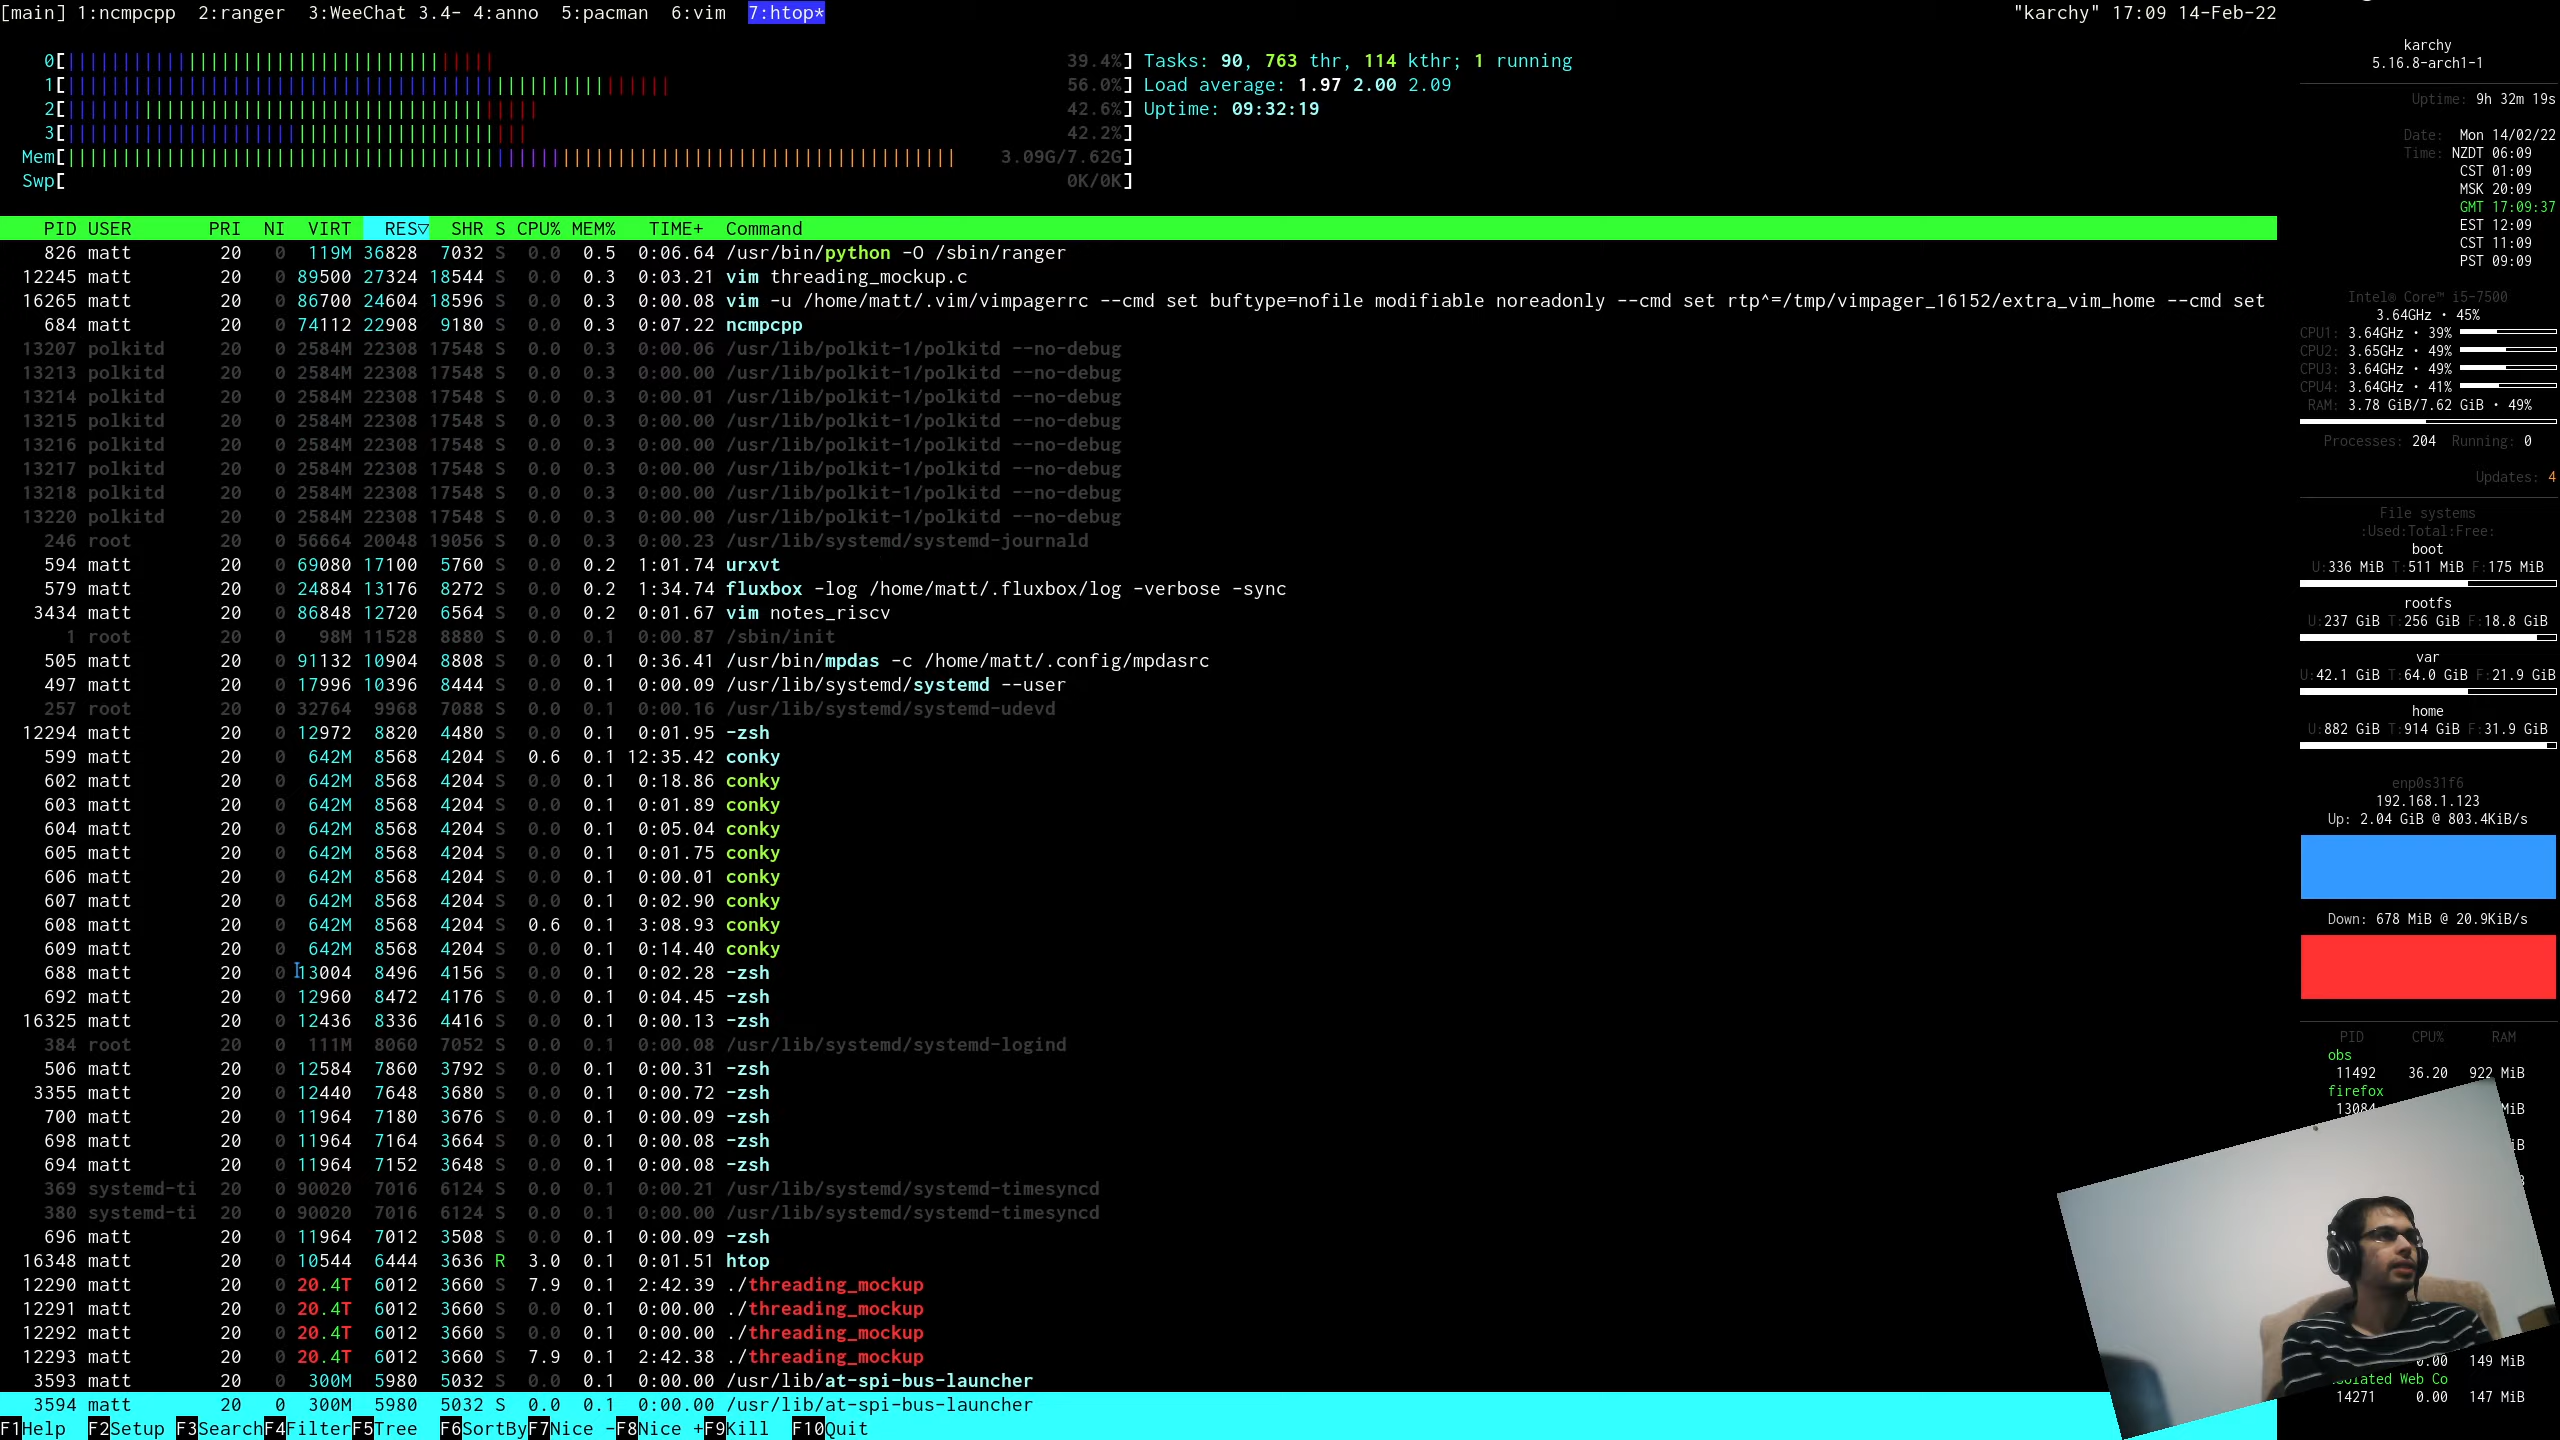 [main] 1:ncmpcpp  2:ranger  3:WeeChat 3.4- 4:anno  5:pacman  6:vim  7:htop*
"karchy" 17:09 14-Feb-22
0[ 39.4%] Tasks: 90, 763 thr, 114 kthr; 1 running
1[ 56.0%] Load average: 1.97 2.00 2.09
2[ 42.6%] Uptime: 09:32:19
3[ 42.2%]
Mem[ 3.09G/7.62G]
Swp[ 0K/0K]
PID USER PRI NI VIRT RES▽ SHR S CPU% MEM% TIME+ Command
826 matt 20 0 119M 36828 7032 S 0.0 0.5 0:06.64 /usr/bin/python -O /sbin/ranger
12245 matt 20 0 89500 27324 18544 S 0.0 0.3 0:03.21 vim threading_mockup.c
16265 matt 20 0 86700 24604 18596 S 0.0 0.3 0:00.08 vim -u /home/matt/.vim/vimpagerrc --cmd set buftype=nofile modifiable noreadonly --cmd set rtp^=/tmp/vimpager_16152/extra_vim_home --cmd set
684 matt 20 0 74112 22908 9180 S 0.0 0.3 0:07.22 ncmpcpp
13207 polkitd 20 0 2584M 22308 17548 S 0.0 0.3 0:00.06 /usr/lib/polkit-1/polkitd --no-debug
13213 polkitd 20 0 2584M 22308 17548 S 0.0 0.3 0:00.00 /usr/lib/polkit-1/polkitd --no-debug
13214 polkitd 20 0 2584M 22308 17548 S 0.0 0.3 0:00.01 /usr/lib/polkit-1/polkitd --no-debug
13215 polkitd 20 0 2584M 22308 17548 S 0.0 0.3 0:00.00 /usr/lib/polkit-1/polkitd --no-debug
13216 polkitd 20 0 2584M 22308 17548 S 0.0 0.3 0:00.00 /usr/lib/polkit-1/polkitd --no-debug
13217 polkitd 20 0 2584M 22308 17548 S 0.0 0.3 0:00.00 /usr/lib/polkit-1/polkitd --no-debug
13218 polkitd 20 0 2584M 22308 17548 S 0.0 0.3 0:00.00 /usr/lib/polkit-1/polkitd --no-debug
13220 polkitd 20 0 2584M 22308 17548 S 0.0 0.3 0:00.00 /usr/lib/polkit-1/polkitd --no-debug
246 root 20 0 56664 20048 19056 S 0.0 0.3 0:00.23 /usr/lib/systemd/systemd-journald
594 matt 20 0 69080 17100 5760 S 0.0 0.2 1:01.74 urxvt
579 matt 20 0 24884 13176 8272 S 0.0 0.2 1:34.74 fluxbox -log /home/matt/.fluxbox/log -verbose -sync
3434 matt 20 0 86848 12720 6564 S 0.0 0.2 0:01.67 vim notes_riscv
1 root 20 0 98M 11528 8880 S 0.0 0.1 0:00.87 /sbin/init
505 matt 20 0 91132 10904 8808 S 0.0 0.1 0:36.41 /usr/bin/mpdas -c /home/matt/.config/mpdasrc
497 matt 20 0 17996 10396 8444 S 0.0 0.1 0:00.09 /usr/lib/systemd/systemd --user
257 root 20 0 32764 9968 7088 S 0.0 0.1 0:00.16 /usr/lib/systemd/systemd-udevd
12294 matt 20 0 12972 8820 4480 S 0.0 0.1 0:01.95 -zsh
599 matt 20 0 642M 8568 4204 S 0.6 0.1 12:35.42 conky
602 matt 20 0 642M 8568 4204 S 0.0 0.1 0:18.86 conky
603 matt 20 0 642M 8568 4204 S 0.0 0.1 0:01.89 conky
604 matt 20 0 642M 8568 4204 S 0.0 0.1 0:05.04 conky
605 matt 20 0 642M 8568 4204 S 0.0 0.1 0:01.75 conky
606 matt 20 0 642M 8568 4204 S 0.0 0.1 0:00.01 conky
607 matt 20 0 642M 8568 4204 S 0.0 0.1 0:02.90 conky
608 matt 20 0 642M 8568 4204 S 0.6 0.1 3:08.93 conky
609 matt 20 0 642M 8568 4204 S 0.0 0.1 0:14.40 conky
688 matt 20 0 13004 8496 4156 S 0.0 0.1 0:02.28 -zsh
692 matt 20 0 12960 8472 4176 S 0.0 0.1 0:04.45 -zsh
16325 matt 20 0 12436 8336 4416 S 0.0 0.1 0:00.13 -zsh
384 root 20 0 111M 8060 7052 S 0.0 0.1 0:00.08 /usr/lib/systemd/systemd-logind
506 matt 20 0 12584 7860 3792 S 0.0 0.1 0:00.31 -zsh
3355 matt 20 0 12440 7648 3680 S 0.0 0.1 0:00.72 -zsh
700 matt 20 0 11964 7180 3676 S 0.0 0.1 0:00.09 -zsh
698 matt 20 0 11964 7164 3664 S 0.0 0.1 0:00.08 -zsh
694 matt 20 0 11964 7152 3648 S 0.0 0.1 0:00.08 -zsh
369 systemd-ti 20 0 90020 7016 6124 S 0.0 0.1 0:00.21 /usr/lib/systemd/systemd-timesyncd
380 systemd-ti 20 0 90020 7016 6124 S 0.0 0.1 0:00.00 /usr/lib/systemd/systemd-timesyncd
696 matt 20 0 11964 7012 3508 S 0.0 0.1 0:00.09 -zsh
16348 matt 20 0 10544 6444 3636 R 3.0 0.1 0:01.51 htop
12290 matt 20 0 20.4T 6012 3660 S 7.9 0.1 2:42.39 ./threading_mockup
12291 matt 20 0 20.4T 6012 3660 S 0.0 0.1 0:00.00 ./threading_mockup
12292 matt 20 0 20.4T 6012 3660 S 0.0 0.1 0:00.00 ./threading_mockup
12293 matt 20 0 20.4T 6012 3660 S 7.9 0.1 2:42.38 ./threading_mockup
3593 matt 20 0 300M 5980 5032 S 0.0 0.1 0:00.00 /usr/lib/at-spi-bus-launcher
3594 matt 20 0 300M 5980 5032 S 0.0 0.1 0:00.00 /usr/lib/at-spi-bus-launcher
F1Help  F2Setup F3SearchF4FilterF5Tree  F6SortByF7Nice -F8Nice +F9Kill  F10Quit
karchy
5.16.8-arch1-1
Uptime: 9h 32m 19s
Date: Mon 14/02/22
Time: NZDT 06:09
CST 01:09
MSK 20:09
GMT 17:09:37
EST 12:09
CST 11:09
PST 09:09
Intel® Core™ i5-7500
3.64GHz · 45%
CPU1: 3.64GHz · 39%
CPU2: 3.65GHz · 49%
CPU3: 3.64GHz · 49%
CPU4: 3.64GHz · 41%
RAM: 3.78 GiB/7.62 GiB · 49%
Processes: 204  Running: 0
Updates: 4
File systems
:Used:Total:Free:
boot
U:336 MiB T:511 MiB F:175 MiB
rootfs
U:237 GiB T:256 GiB F:18.8 GiB
var
U:42.1 GiB T:64.0 GiB F:21.9 GiB
home
U:882 GiB T:914 GiB F:31.9 GiB
enp0s31f6
192.168.1.123
Up: 2.04 GiB @ 803.4KiB/s
Down: 678 MiB @ 20.9KiB/s
PID CPU% RAM
obs
11492 36.20 922 MiB
firefox
13084 MiB
0.00 149 MiB
solated Web Co
14271 0.00 147 MiB